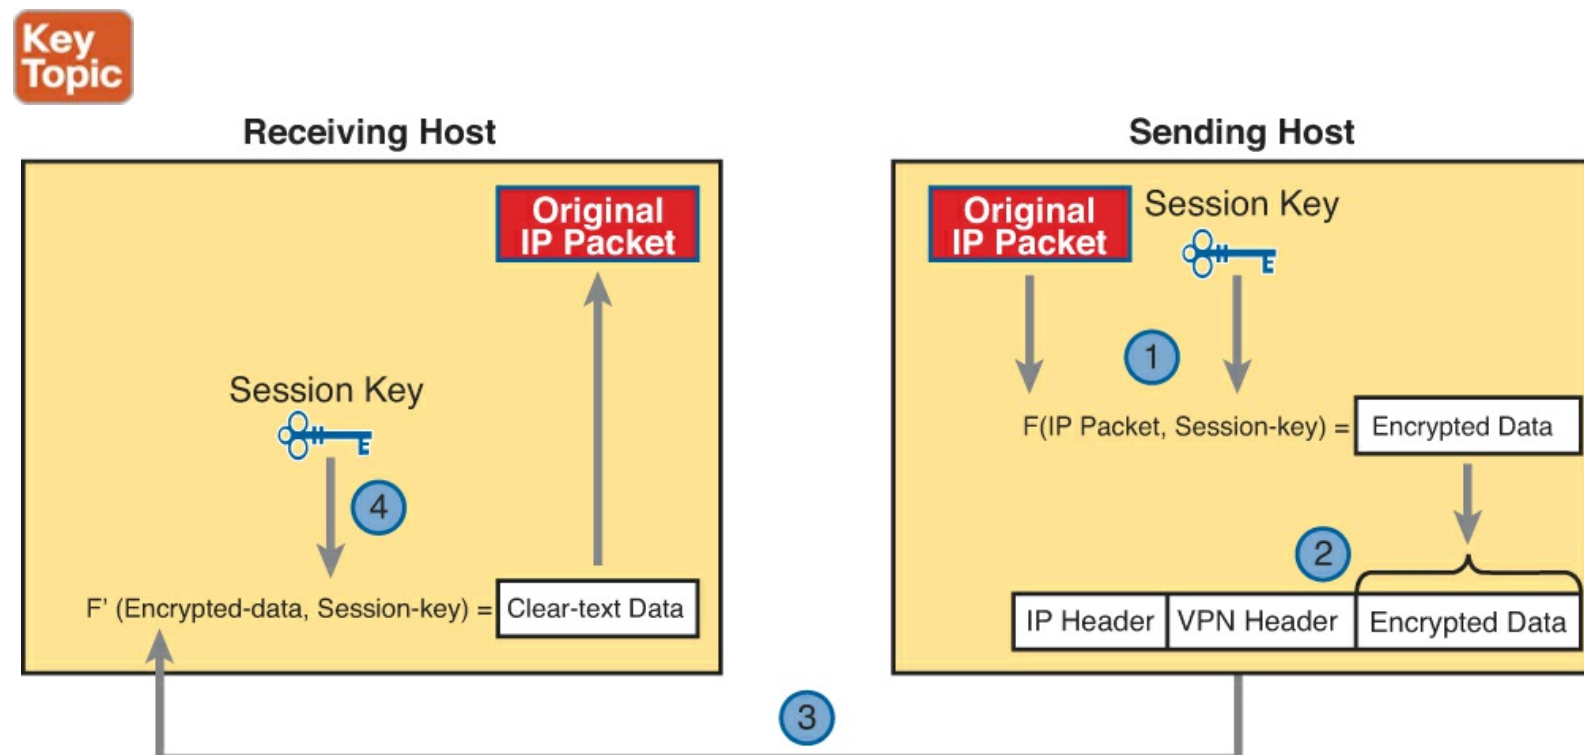 Key
Topic
Receiving Host
Sending Host
Original
IP Packet
Session Key
4
F' (Encrypted-data, Session-key) =
Clear-text Data
Original
IP Packet
Session Key
1
F(IP Packet, Session-key) =
Encrypted Data
2
IP Header
VPN Header
Encrypted Data
3